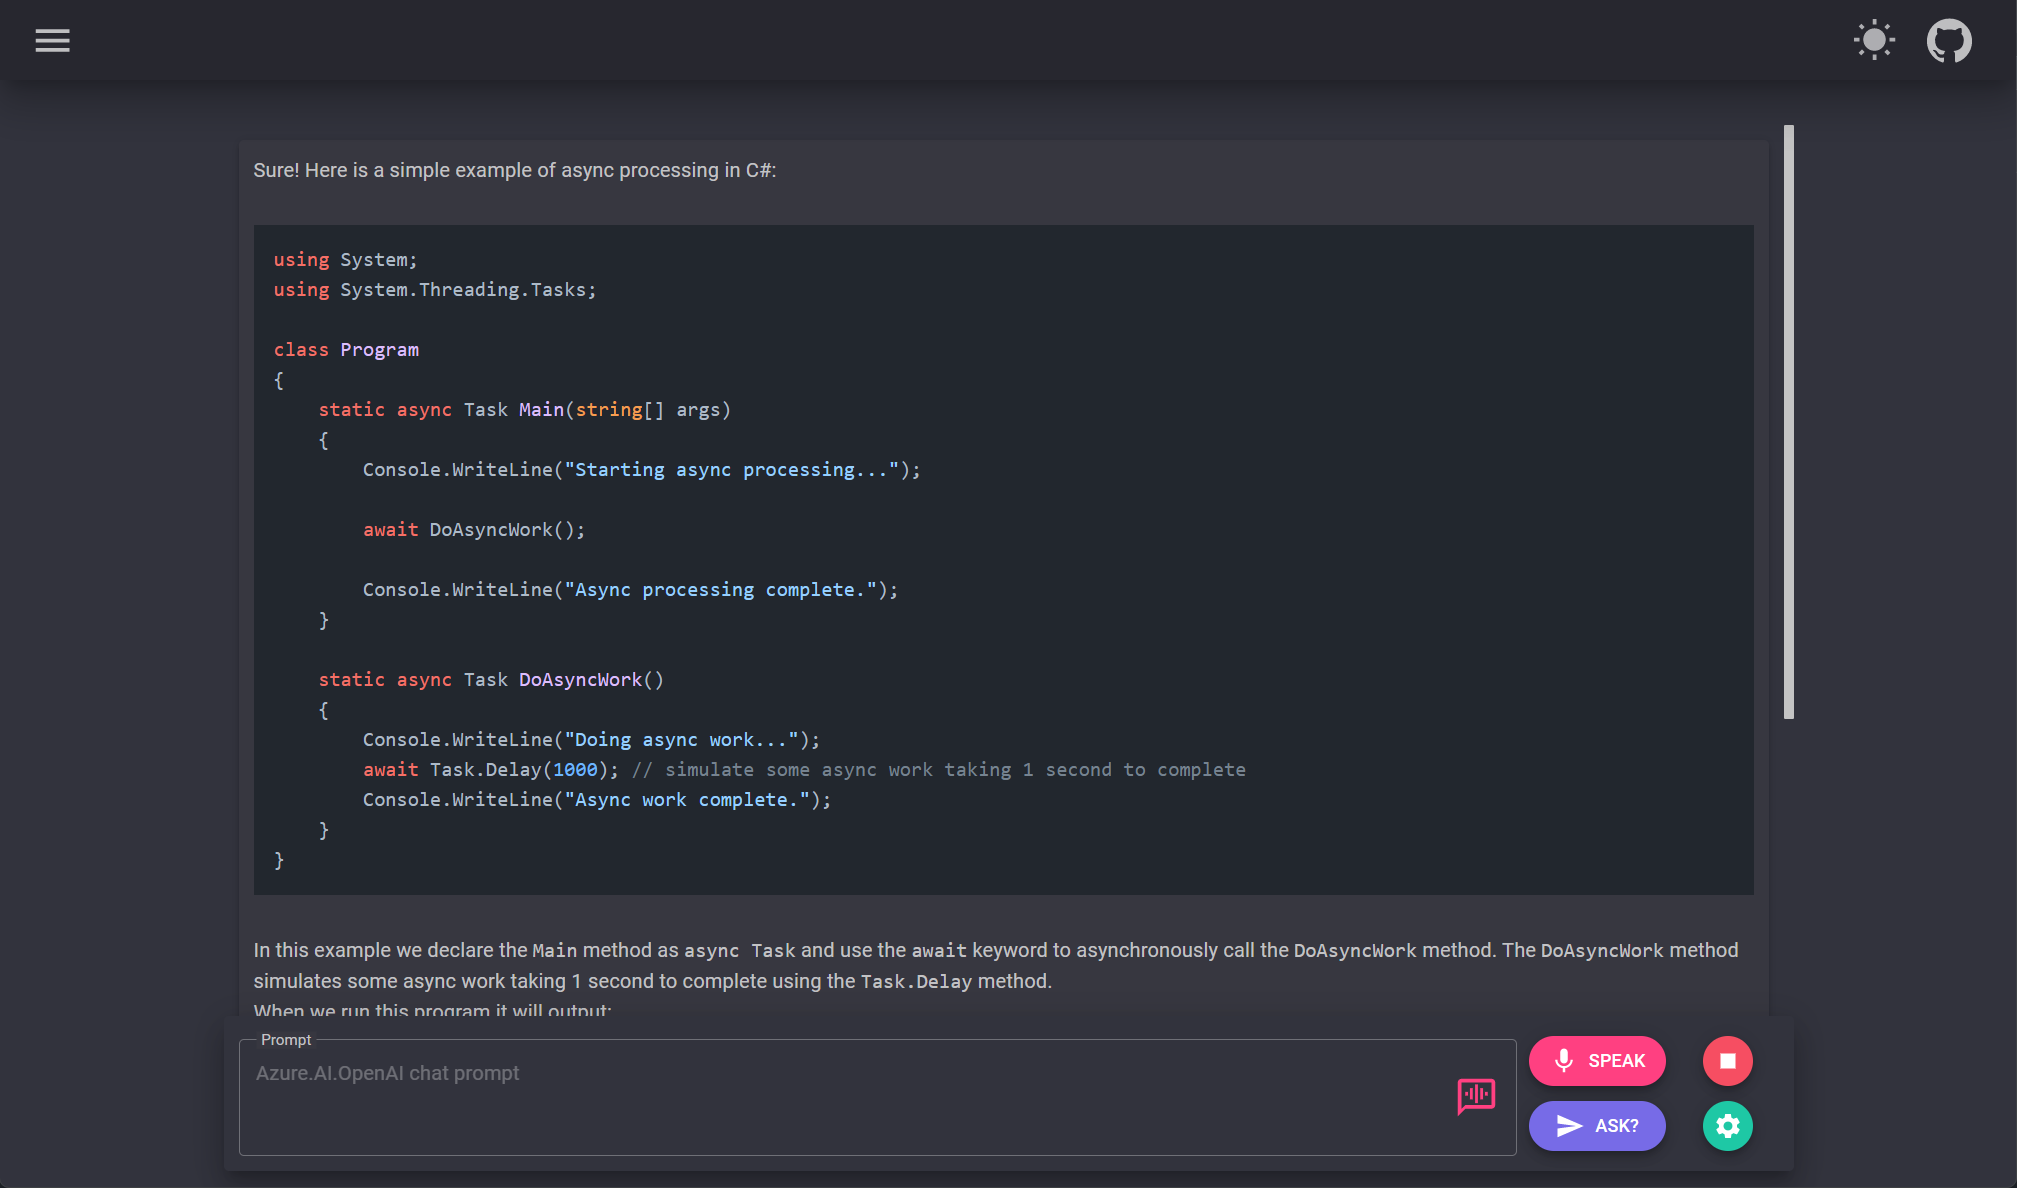 Sure! Here is a simple example of async processing in C#:
using System;
using System.Threading.Tasks;
class Program
{
    static async Task Main(string[] args)
    {
        Console.WriteLine("Starting async processing...");
        await DoAsyncWork();
        Console.WriteLine("Async processing complete.");
    }
    static async Task DoAsyncWork()
    {
        Console.WriteLine("Doing async work...");
        await Task.Delay(1000); // simulate some async work taking 1 second to complete
        Console.WriteLine("Async work complete.");
    }
}
In this example we declare the Main method as async Task and use the await keyword to asynchronously call the DoAsyncWork method. The DoAsyncWork method
simulates some async work taking 1 second to complete using the Task.Delay method.
When we run this program it will output:
Prompt
Azure.AI.OpenAI chat prompt
SPEAK
ASK?